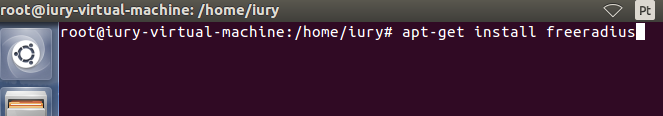 root@iury-virtual-machine: /home/iury
Pt
root@iury-virtual-machine:/home/iury# apt-get install freeradius